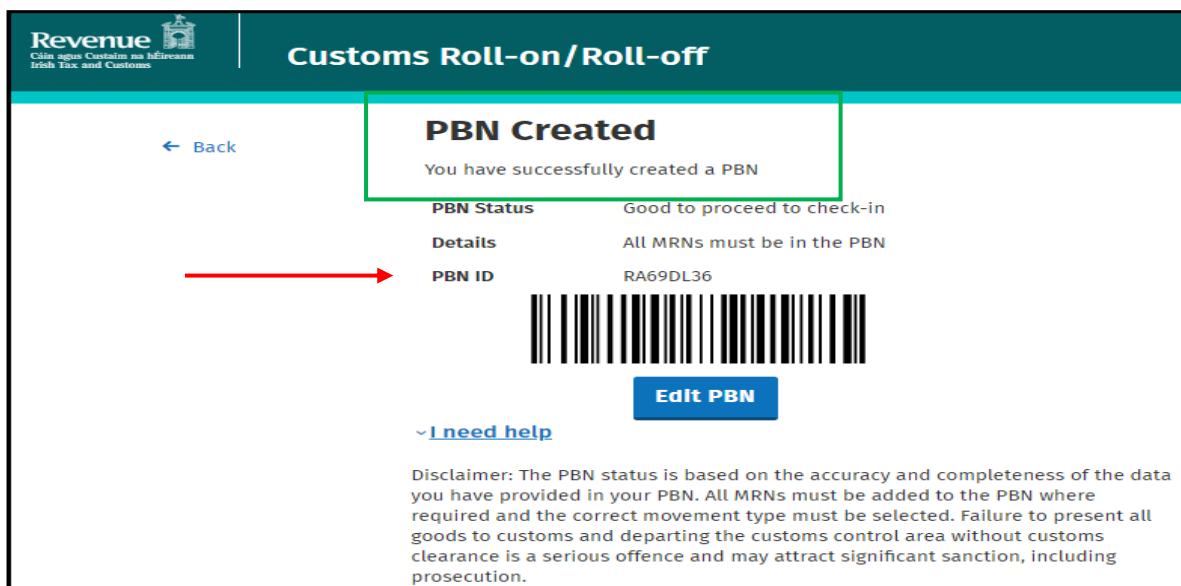 Revenue
Cáin agus Custaim na hÉireann
Irish Tax and Customs
Customs Roll-on/Roll-off
← Back
PBN Created
You have successfully created a PBN
PBN Status Good to proceed to check-in
Details All MRNs must be in the PBN
PBN ID RA69DL36
Edit PBN
I need help
Disclaimer: The PBN status is based on the accuracy and completeness of the data
you have provided in your PBN. All MRNs must be added to the PBN where
required and the correct movement type must be selected. Failure to present all
goods to customs and departing the customs control area without customs
clearance is a serious offence and may attract significant sanction, including
prosecution.